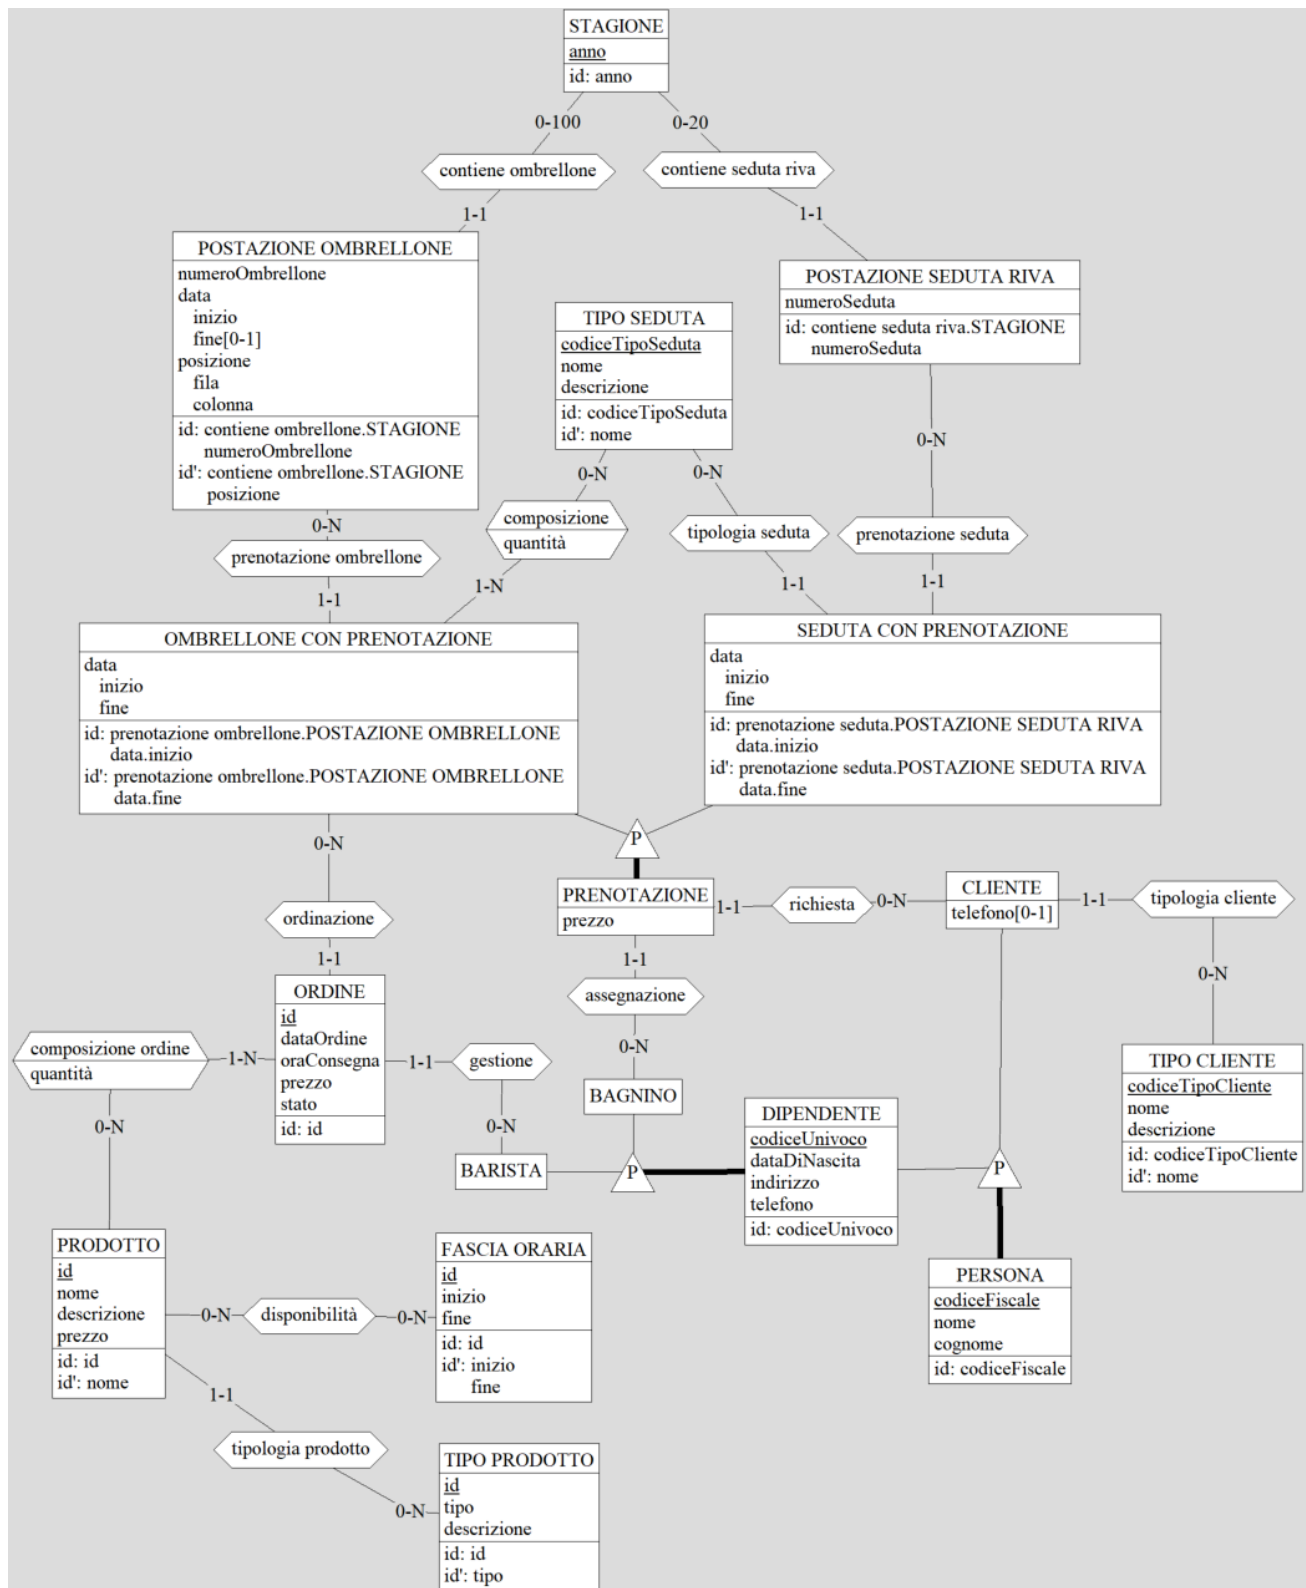 STAGIONE
anno
id: anno
0-100
0-20
contiene ombrellone
contiene seduta riva
1-1
1-1
POSTAZIONE OMBRELLONE
numeroOmbrellone
data
inizio
fine[0-1]
posizione
fila
colonna
id: contiene ombrellone.STAGIONE
numeroOmbrellone
id': contiene ombrellone.STAGIONE
posizione
POSTAZIONE SEDUTA RIVA
numeroSeduta
id: contiene seduta riva.STAGIONE
numeroSeduta
TIPO SEDUTA
codiceTipoSeduta
nome
descrizione
id: codiceTipoSeduta
id': nome
0-N
0-N
0-N
0-N
composizione
quantità
tipologia seduta
prenotazione seduta
prenotazione ombrellone
1-1
1-N
1-1
1-1
OMBRELLONE CON PRENOTAZIONE
data
inizio
fine
id: prenotazione ombrellone.POSTAZIONE OMBRELLONE
data.inizio
id': prenotazione ombrellone.POSTAZIONE OMBRELLONE
data.fine
SEDUTA CON PRENOTAZIONE
data
inizio
fine
id: prenotazione seduta.POSTAZIONE SEDUTA RIVA
data.inizio
id': prenotazione seduta.POSTAZIONE SEDUTA RIVA
data.fine
0-N
P
PRENOTAZIONE
prezzo
1-1
richiesta
0-N
CLIENTE
telefono[0-1]
1-1
tipologia cliente
ordinazione
1-1
1-1
0-N
assegnazione
ORDINE
id
dataOrdine
oraConsegna
prezzo
stato
id: id
composizione ordine
quantità
1-N
1-1
gestione
0-N
TIPO CLIENTE
codiceTipoCliente
nome
descrizione
id: codiceTipoCliente
id': nome
BAGNINO
0-N
0-N
DIPENDENTE
codiceUnivoco
dataDiNascita
indirizzo
telefono
id: codiceUnivoco
BARISTA
P
P
PRODOTTO
id
nome
descrizione
prezzo
id: id
id': nome
FASCIA ORARIA
id
inizio
fine
id: id
id': inizio
fine
PERSONA
codiceFiscale
nome
cognome
id: codiceFiscale
0-N
disponibilità
0-N
1-1
tipologia prodotto
0-N
TIPO PRODOTTO
id
tipo
descrizione
id: id
id': tipo